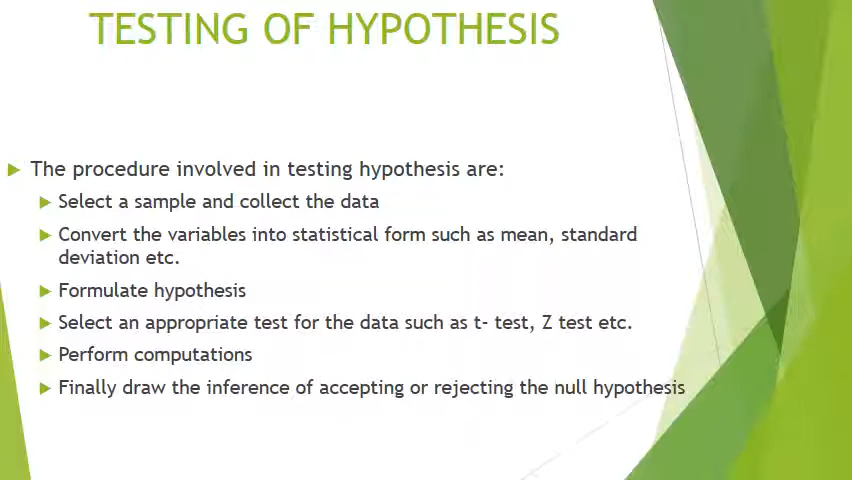 TESTING OF HYPOTHESIS
The procedure involved in testing hypothesis are:
Select a sample and collect the data
Convert the variables into statistical form such as mean, standard
deviation etc.
Formulate hypothesis
Select an appropriate test for the data such as t- test, Z test etc.
Perform computations
Finally draw the inference of accepting or rejecting the null hypothesis